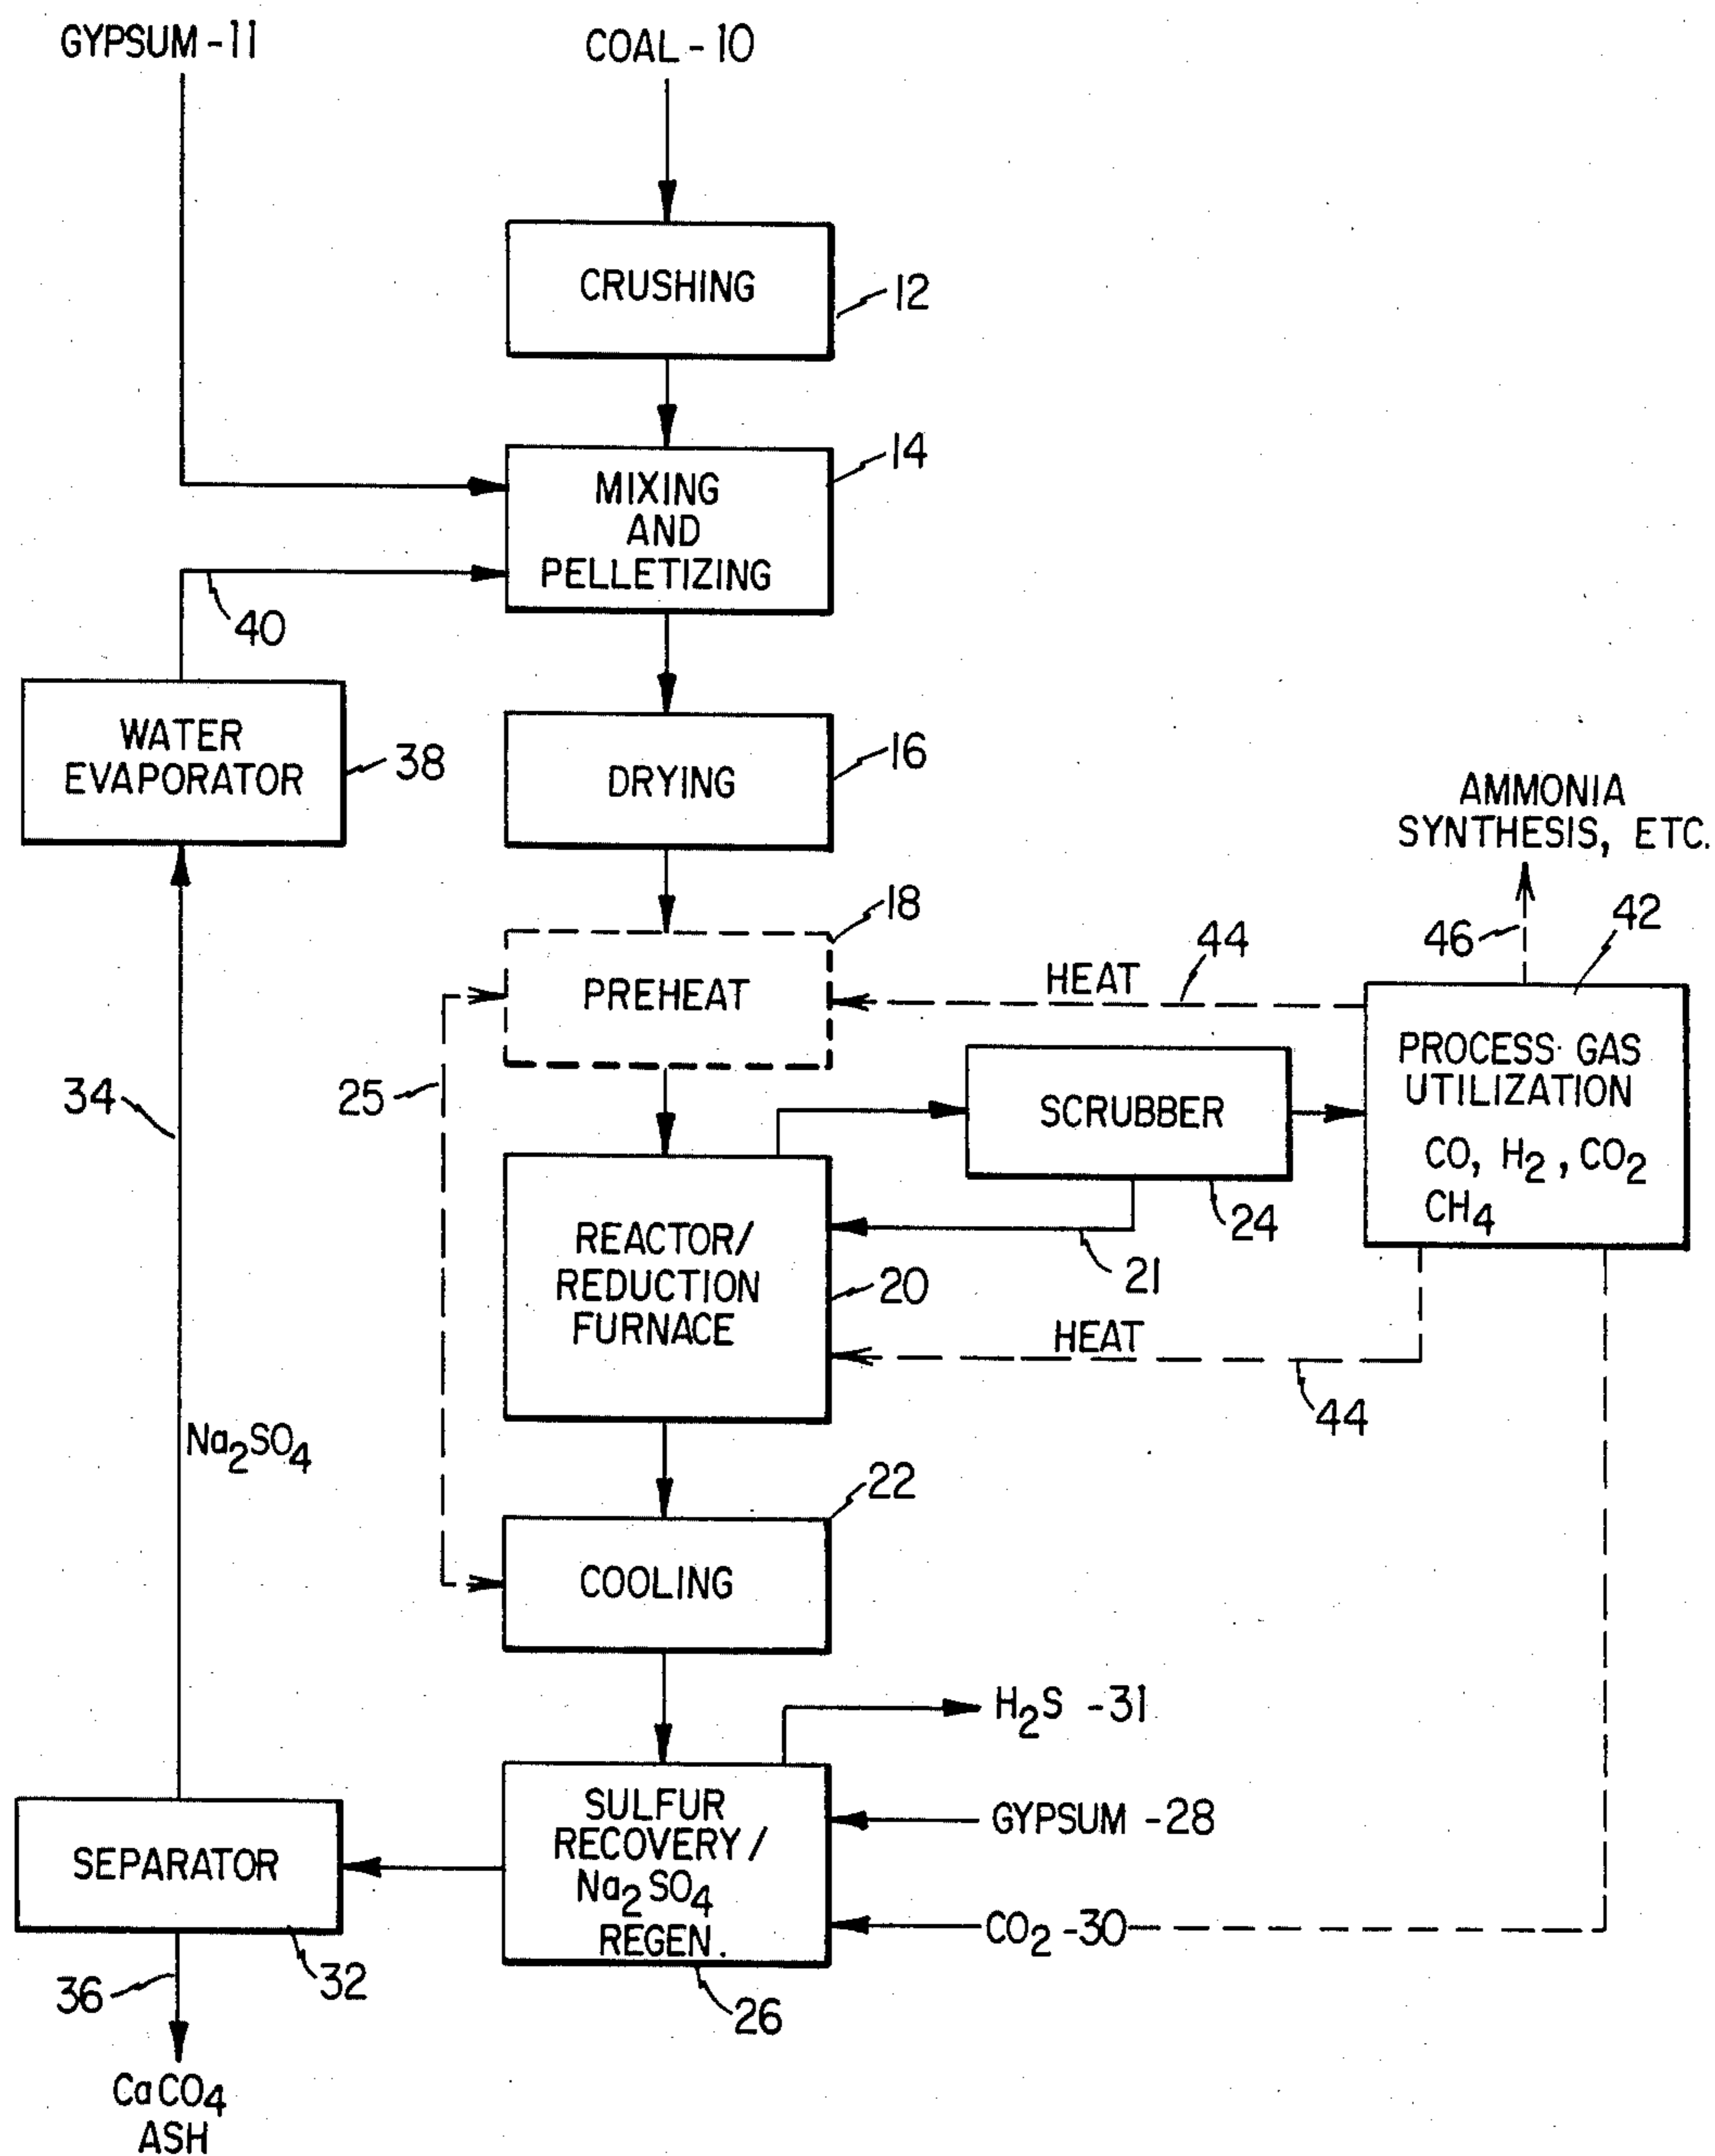 GYPSUM -11
COAL - 10
CRUSHING
12
14
MIXING
AND
PELLETIZING
40
WATER
EVAPORATOR
38
16
DRYING
AMMONIA
SYNTHESIS, ETC.
18
44
46
42
HEAT
PREHEAT
PROCESS GAS
UTILIZATION
CO, H2, CO2
CH4
SCRUBBER
25
34
24
REACTOR/
REDUCTION
FURNACE
21
20
HEAT
44
Na2SO4
22
COOLING
H2S -31
SULFUR
RECOVERY/
Na2SO4
REGEN.
GYPSUM -28
SEPARATOR
CO2 -30
36
32
26
CaCO4
ASH